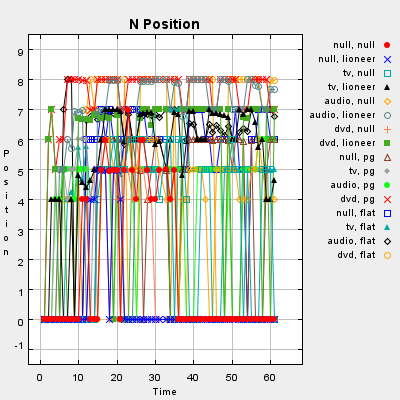 N Position
9
8
7
6
5
4
3
2
1
0
-1
Position
0
10
20
30
40
50
60
Time
null, null
null, lioneer
tv, null
tv, lioneer
audio, null
audio, lioneer
dvd, null
dvd, lioneer
null, pg
tv, pg
audio, pg
dvd, pg
null, flat
tv, flat
audio, flat
dvd, flat